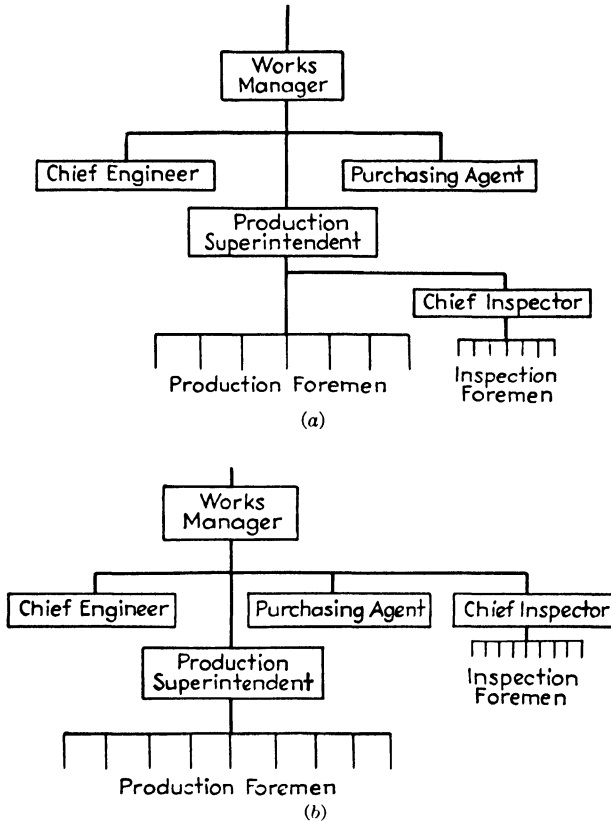 Works
Manager
Chief Engineer
Purchasing Agent
Production
Superintendent
Chief Inspector
Production Foremen
Inspection
Foremen
(a)
Works
Manager
Chief Engineer
Purchasing Agent
Chief Inspector
Production
Superintendent
Inspection
Foremen
Production Foremen
(b)